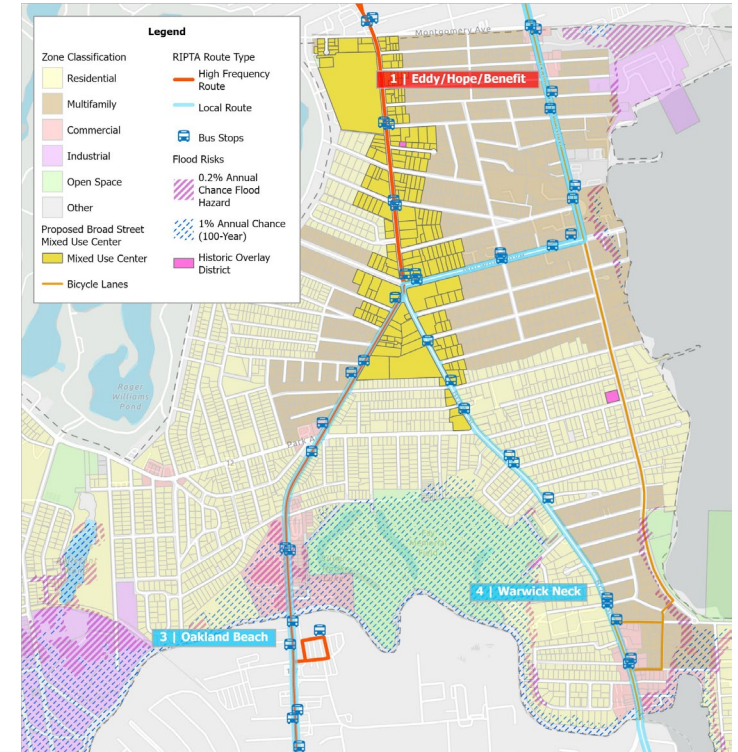 Legend
Zone Classification
Residential
Multifamily
Commercial
Industrial
Open Space
Other
Proposed Broad Street
Mixed Use Center
Mixed Use Center
Bicycle Lanes
RIPTA Route Type
High Frequency
Route
Local Route
Bus Stops
Flood Risks
0.2% Annual
Chance Flood
Hazard
1% Annual Chance
(100-Year)
Historic Overlay
District
Montgomery Ave
1 | Eddy/Hope/Benefit
Roger
Williams
Pond
Park
12
4 | Warwick Neck
3 | Oakland Beach